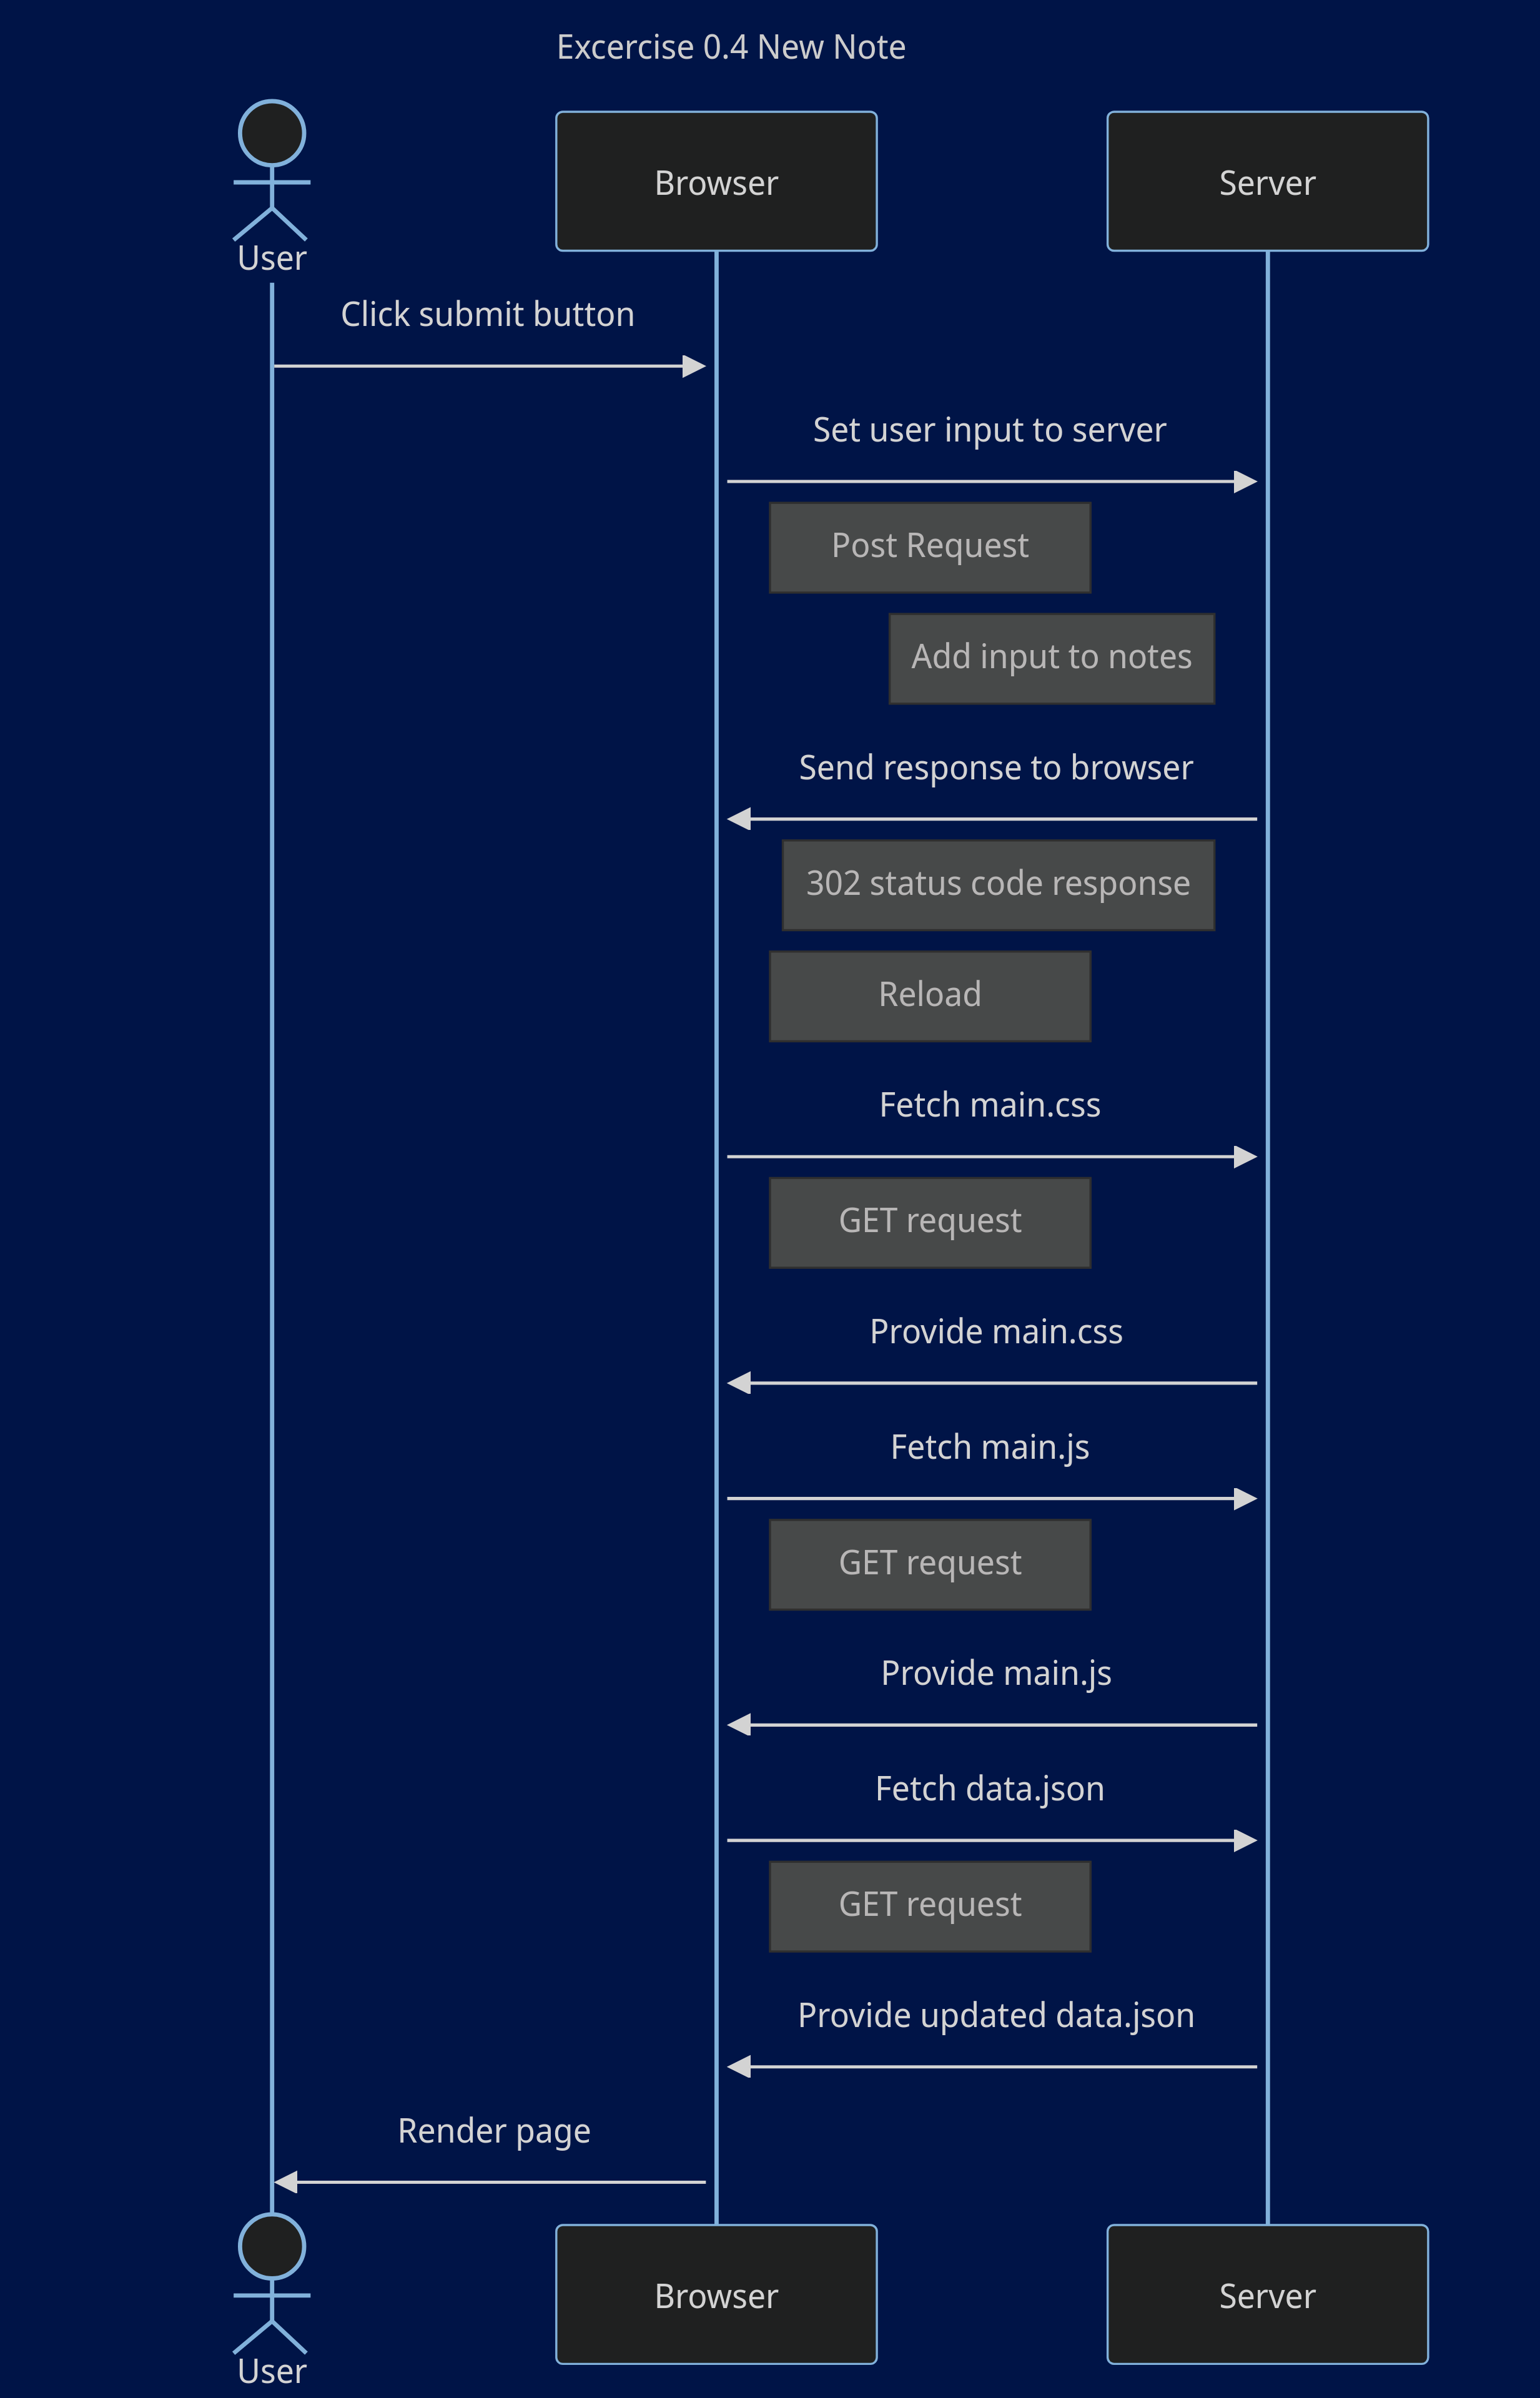 Excercise 0.4 New Note
User
Browser
Server
Click submit button
Set user input to server
Post Request
Add input to notes
Send response to browser
302 status code response
Reload
Fetch main.css
GET request
Provide main.css
Fetch main.js
GET request
Provide main.js
Fetch data.json
GET request
Provide updated data.json
Render page
User
Browser
Server